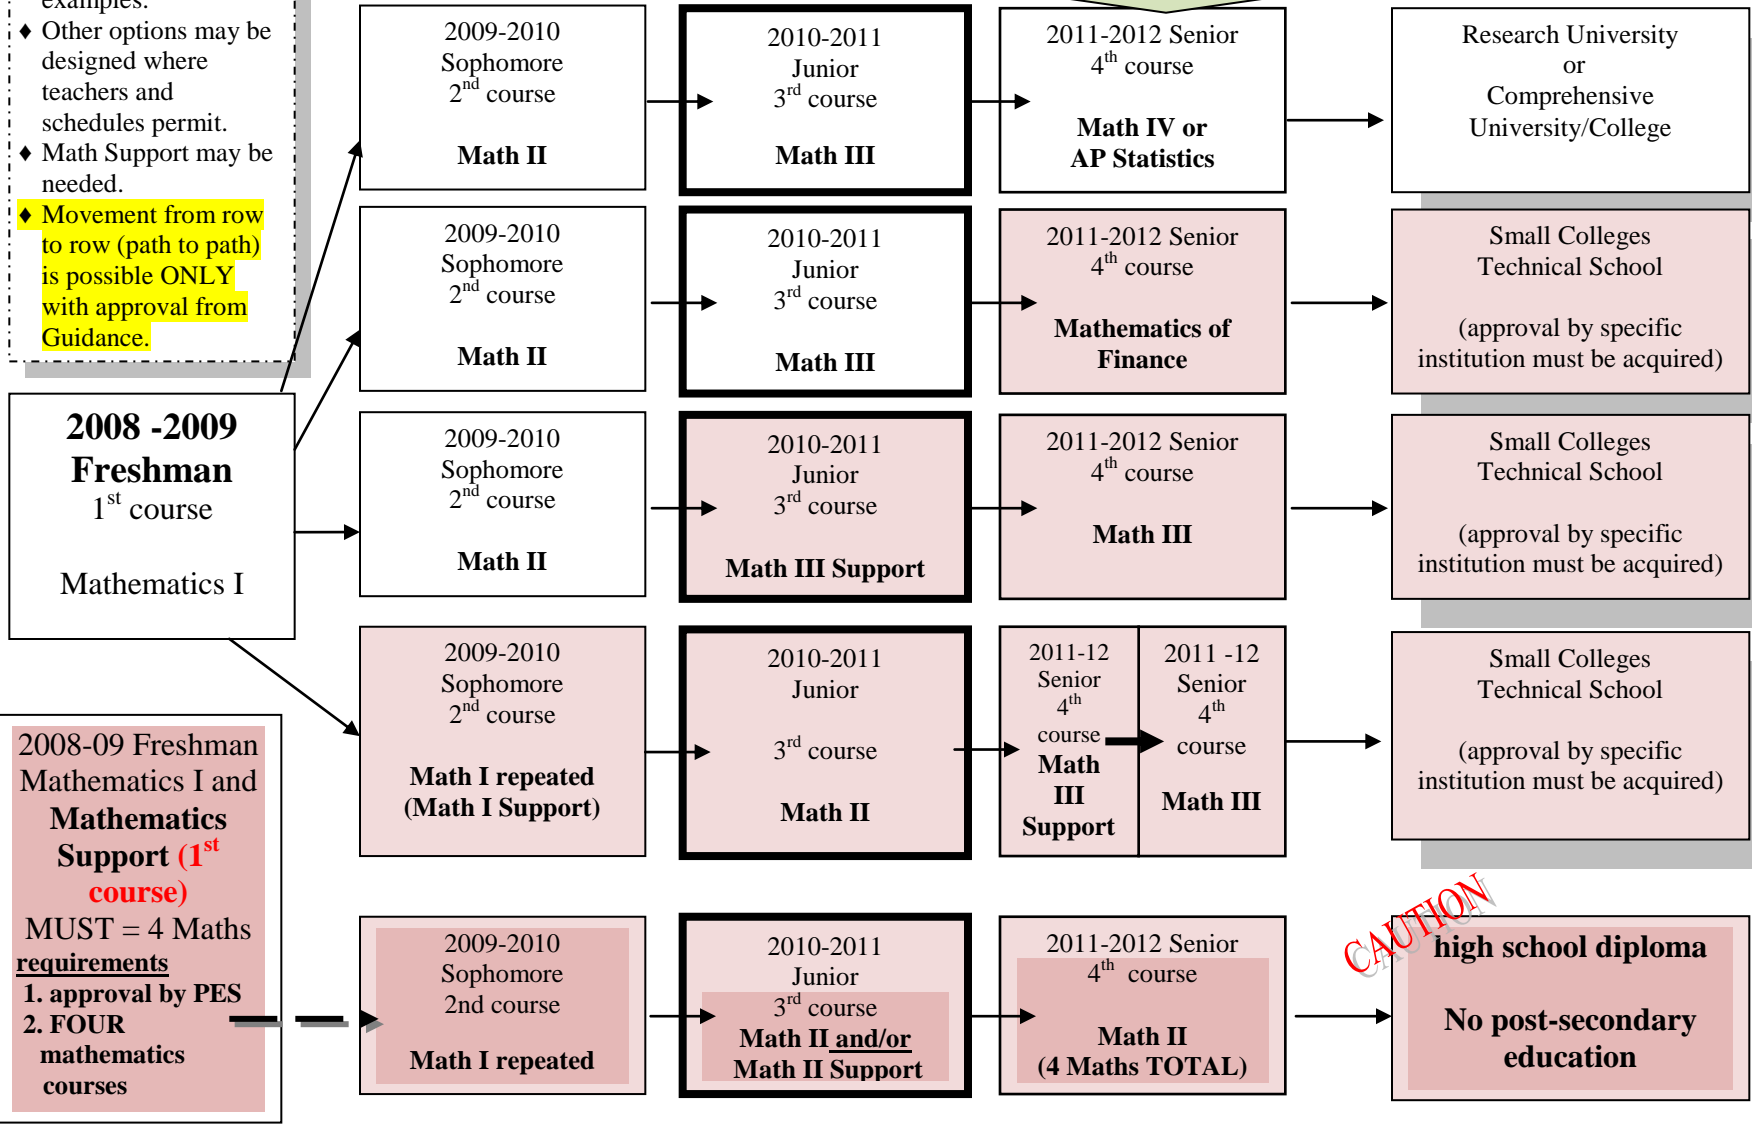 examples.
♦ Other options may be
designed where
teachers and
schedules permit.
♦ Math Support may be
needed.
♦ Movement from row
to row (path to path)
is possible ONLY
with approval from
Guidance.
2009-2010
Sophomore
2nd course
Math II
2010-2011
Junior
3rd course
Math III
2011-2012 Senior
4th course
Math IV or
AP Statistics
Research University
or
Comprehensive
University/College
2009-2010
Sophomore
2nd course
Math II
2010-2011
Junior
3rd course
Math III
2011-2012 Senior
4th course
Mathematics of
Finance
Small Colleges
Technical School
(approval by specific
institution must be acquired)
2008 -2009
Freshman
1st course
Mathematics I
2009-2010
Sophomore
2nd course
Math II
2010-2011
Junior
3rd course
Math III Support
2011-2012 Senior
4th course
Math III
Small Colleges
Technical School
(approval by specific
institution must be acquired)
2009-2010
Sophomore
2nd course
Math I repeated
(Math I Support)
2010-2011
Junior
3rd course
Math II
2011-12
Senior
4th
course
Math
III
Support
2011 -12
Senior
4th
course
Math III
Small Colleges
Technical School
(approval by specific
institution must be acquired)
2008-09 Freshman
Mathematics I and
Mathematics
Support (1st
course)
MUST = 4 Maths
requirements
1. approval by PES
2. FOUR
mathematics
courses
2009-2010
Sophomore
2nd course
Math I repeated
2010-2011
Junior
3rd course
Math II and/or
Math II Support
2011-2012 Senior
4th course
Math II
(4 Maths TOTAL)
CAUTION
high school diploma
No post-secondary
education